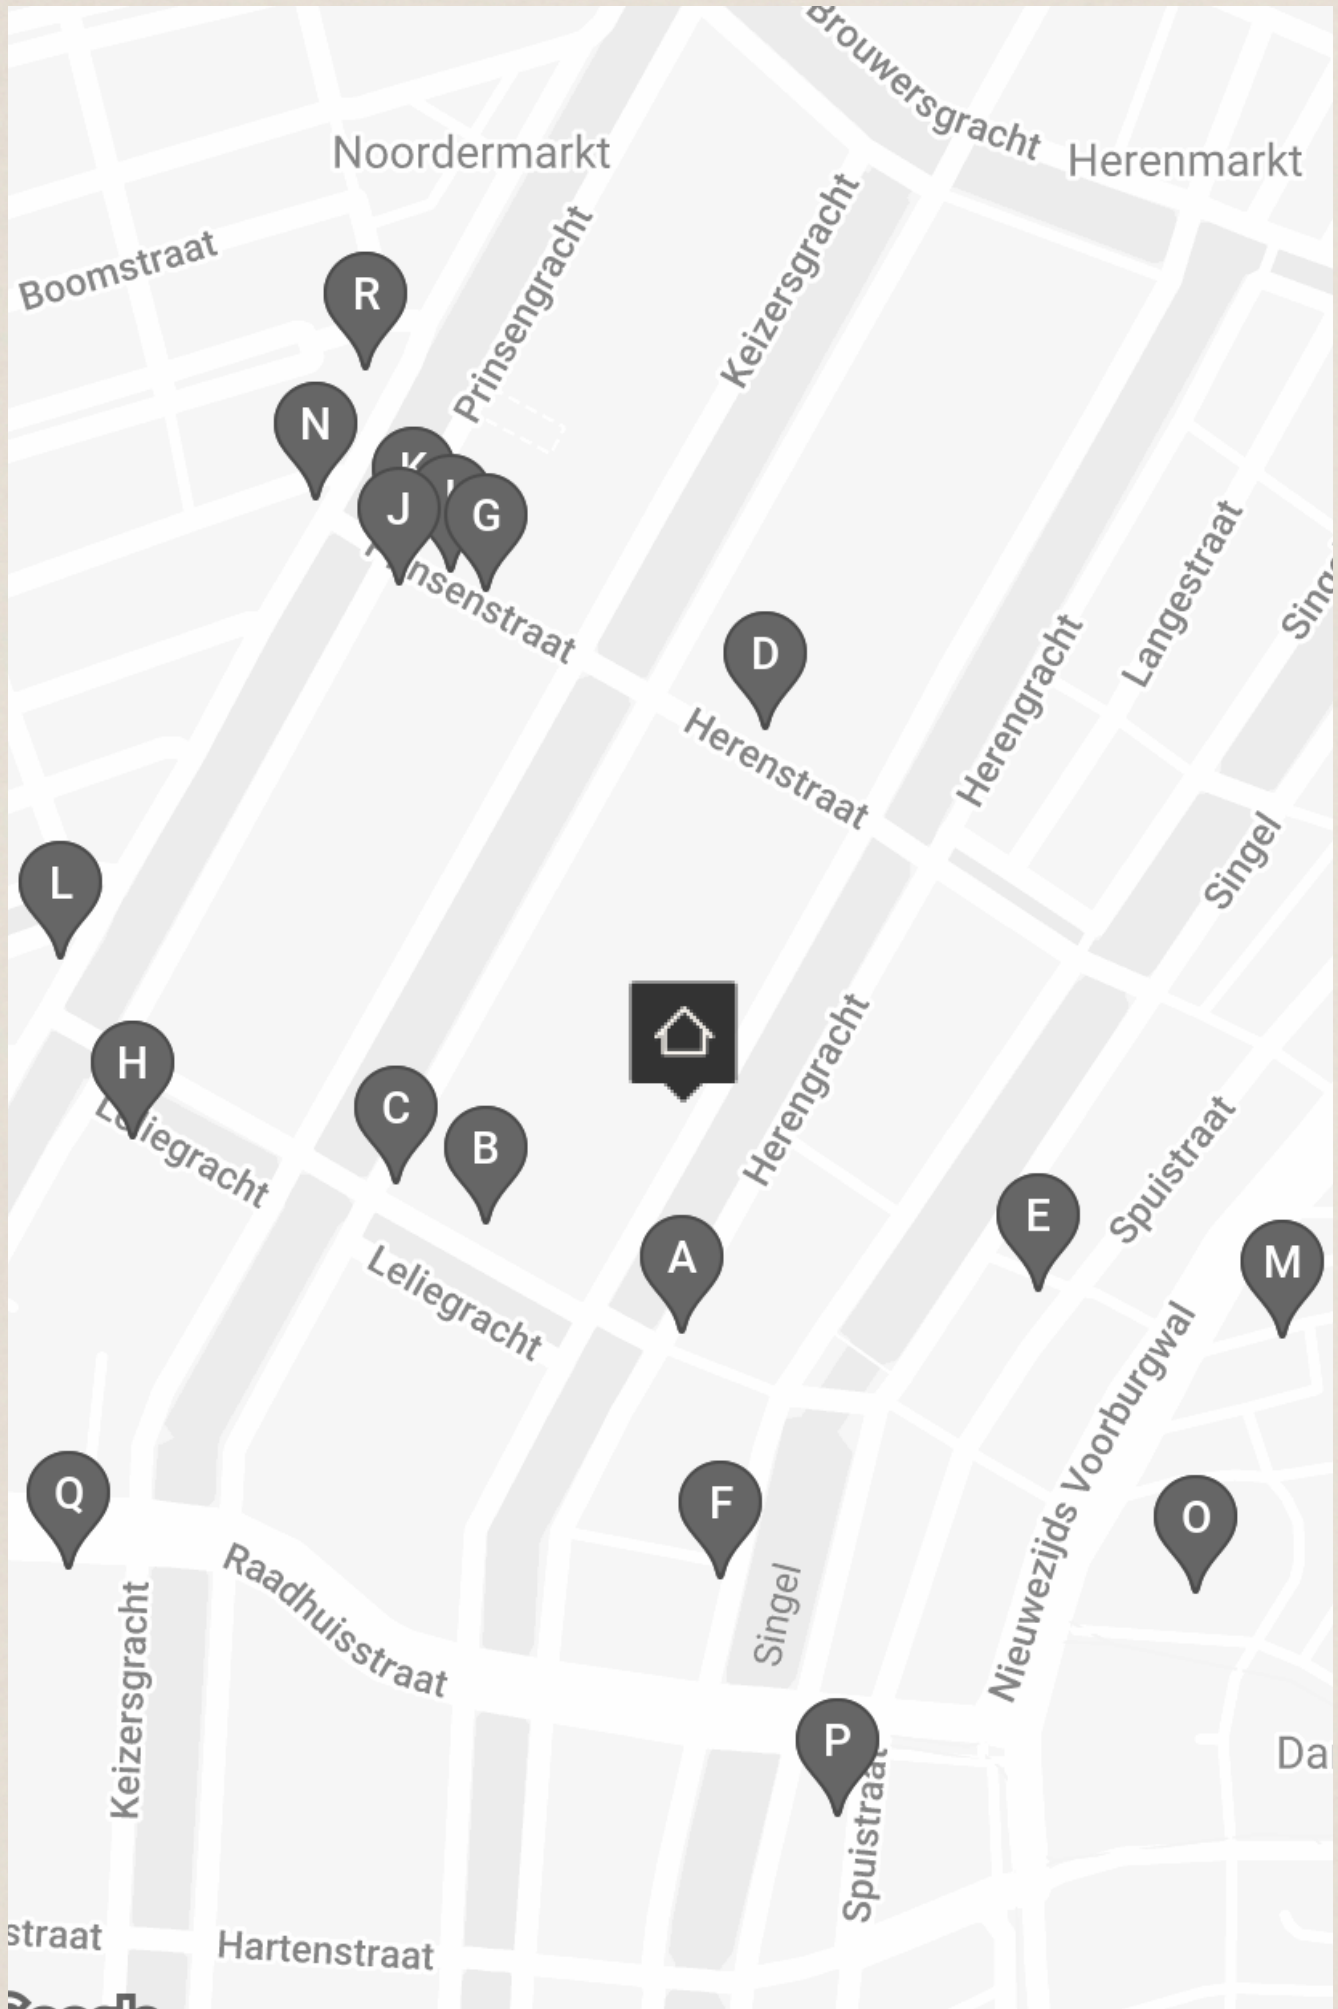 Brouwersgracht
Noordermarkt
Herenmarkt
Prinsengracht
Keizersgracht
Boomstraat
R
N
K
J
G
Langestraat
D
Herengracht
Herenstraat
Singel
L
H
Leliegracht
C
B
Herengracht
Spuistraat
A
E
M
Leliegracht
Nieuwezijds Voorburgwal
Q
F
O
Raadhuisstraat
Singel
Keizersgracht
P
Spuistraat
straat
Hartenstraat